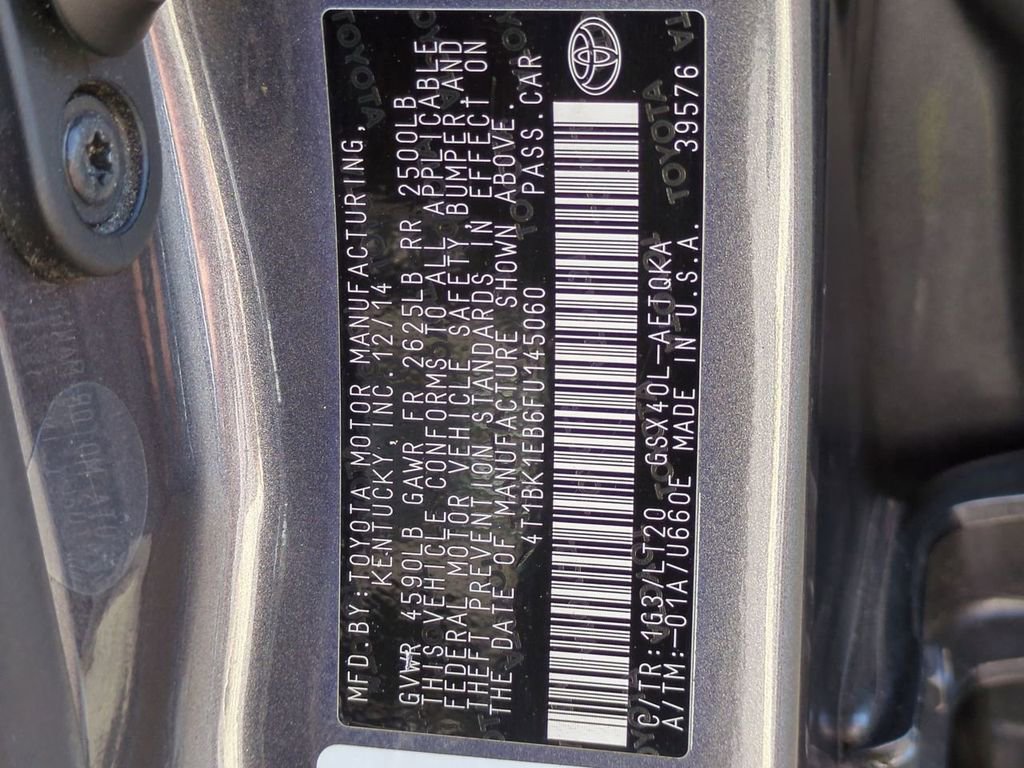 MFD.BY:TOYOTA MOTOR MANUFACTURING,
KENTUCKY, INC. 12/14
GVWR 4590LB GAWR FR 2625LB RR 2500LB
THIS VEHICLE CONFORMS TO ALL APPLICABLE
FEDERAL MOTOR VEHICLE SAFETY,BUMPER AND
THEFT PREVENTION STANDARDS IN EFFECT ON
THE DATE OF MANUFACTURE SHOWN ABOVE.
4T1BK1EB6FU145060 PASS.CAR
C/TR:1G3/LT20 GSX40L-AETQKA
A/TM:-01A/U660E MADE IN U.S.A. 39576